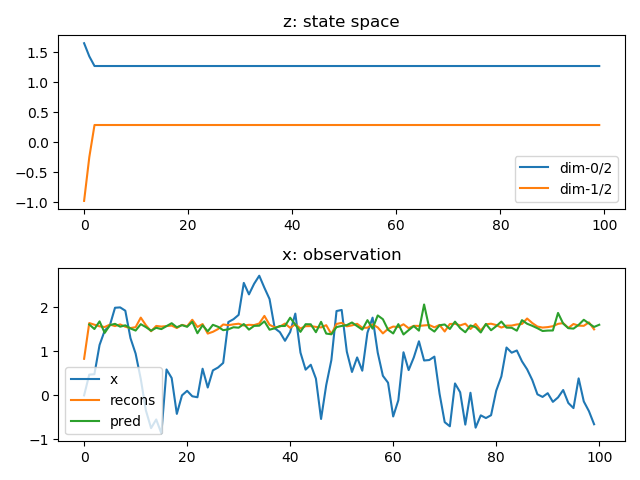 z: state space
1.5
1.0
0.5
0.0
−0.5
−1.0
dim-0/2
dim-1/2
0 20 40 60 80 100
x: observation
2
1
0
−1
x
recons
pred
0 20 40 60 80 100